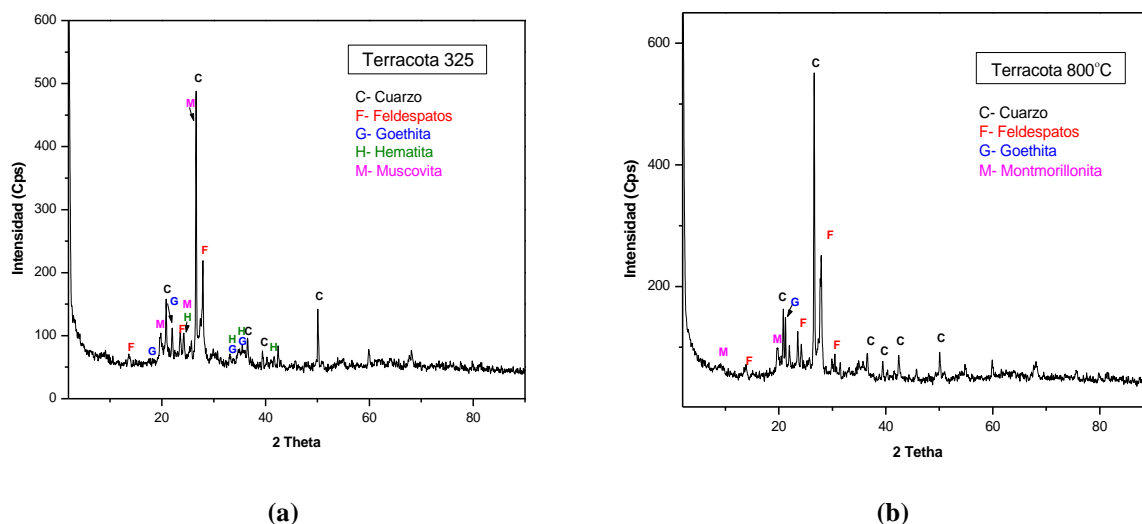 600
500
400
300
200
100
0
Intensidad (Cps)
20
40
60
80
2 Theta
Terracota 325
C- Cuarzo
F- Feldespatos
G- Goethita
H- Hematita
M- Muscovita
F
G
M
C
G
F
M
H
M
C
F
H
G
H
G
C
C
H
C
(a)
600
400
200
Intensidad (Cps)
20
40
60
80
2 Tetha
Terracota 800°C
C- Cuarzo
F- Feldespatos
G- Goethita
M- Montmorillonita
M
F
M
C
G
F
C
F
F
C
C
C
C
(b)